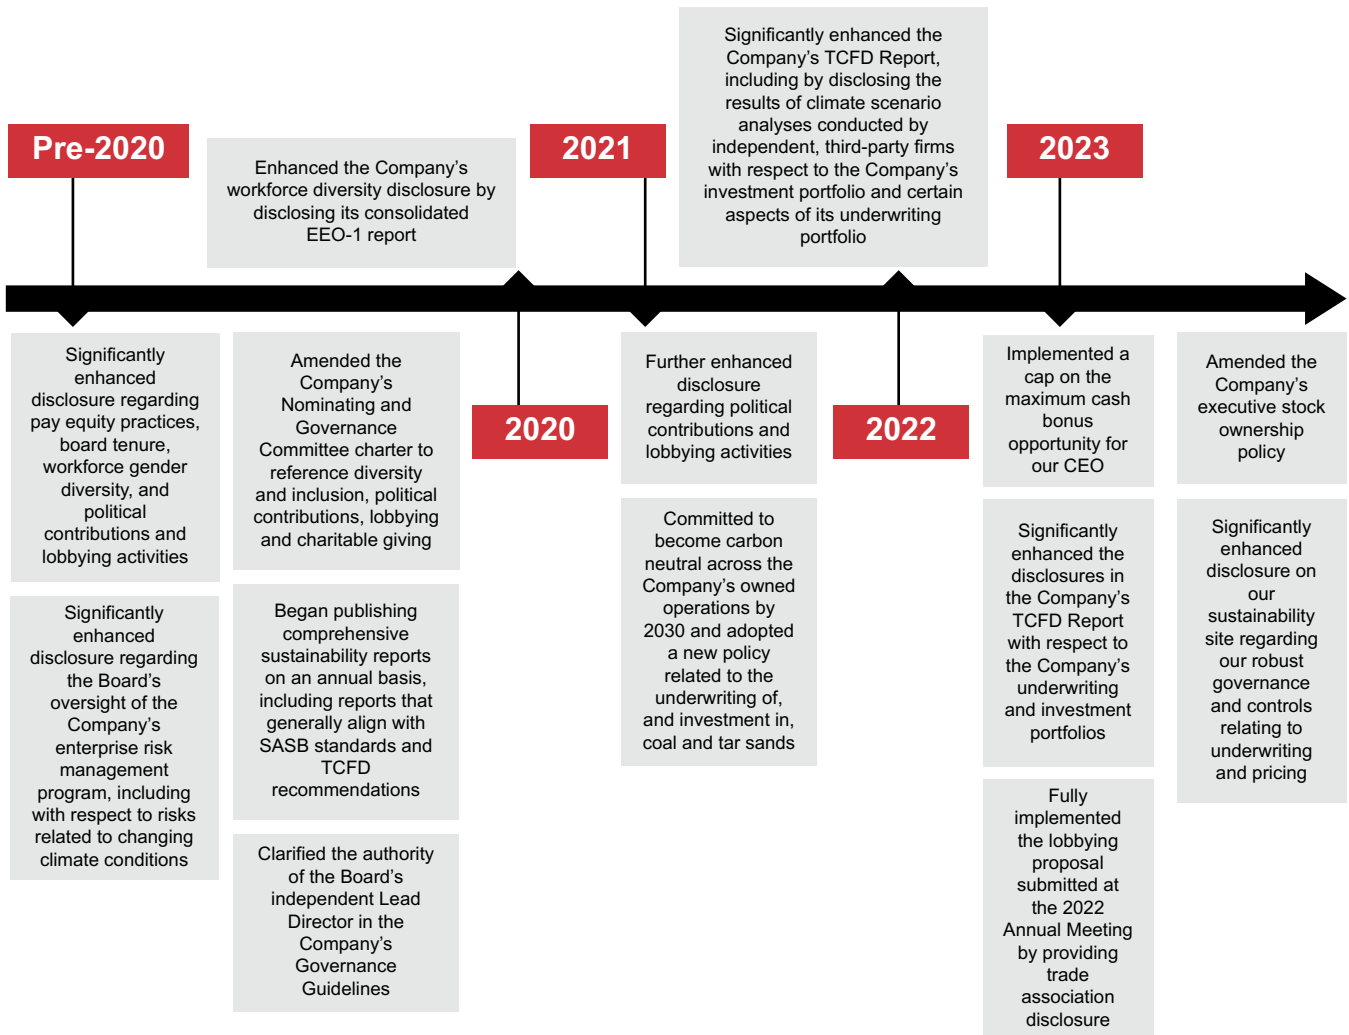 Pre-2020
Significantly
enhanced
disclosure regarding
pay equity practices,
board tenure,
workforce gender
diversity, and
political
contributions and
lobbying activities
Significantly
enhanced
disclosure regarding
the Board’s
oversight of the
Company’s
enterprise risk
management
program, including
with respect to risks
related to changing
climate conditions
Amended the
Company’s
Nominating and
Governance
Committee charter to
reference diversity
and inclusion, political
contributions, lobbying
and charitable giving
Began publishing
comprehensive
sustainability reports
on an annual basis,
including reports that
generally align with
SASB standards and
TCFD
recommendations
Clarified the authority
of the Board’s
independent Lead
Director in the
Company’s
Governance
Guidelines
Enhanced the Company’s
workforce diversity disclosure by
disclosing its consolidated
EEO-1 report
2020
2021
Further enhanced
disclosure
regarding political
contributions and
lobbying activities
Committed to
become carbon
neutral across the
Company’s owned
operations by
2030 and adopted
a new policy
related to the
underwriting of,
and investment in,
coal and tar sands
Significantly enhanced the
Company’s TCFD Report,
including by disclosing the
results of climate scenario
analyses conducted by
independent, third-party firms
with respect to the Company’s
investment portfolio and certain
aspects of its underwriting
portfolio
2022
2023
Implemented a
cap on the
maximum cash
bonus
opportunity for
our CEO
Significantly
enhanced the
disclosures in
the Company’s
TCFD Report
with respect to
the Company’s
underwriting
and investment
portfolios
Fully
implemented
the lobbying
proposal
submitted at
the 2022
Annual Meeting
by providing
trade
association
disclosure
Amended the
Company’s
executive stock
ownership
policy
Significantly
enhanced
disclosure on
our
sustainability
site regarding
our robust
governance
and controls
relating to
underwriting
and pricing